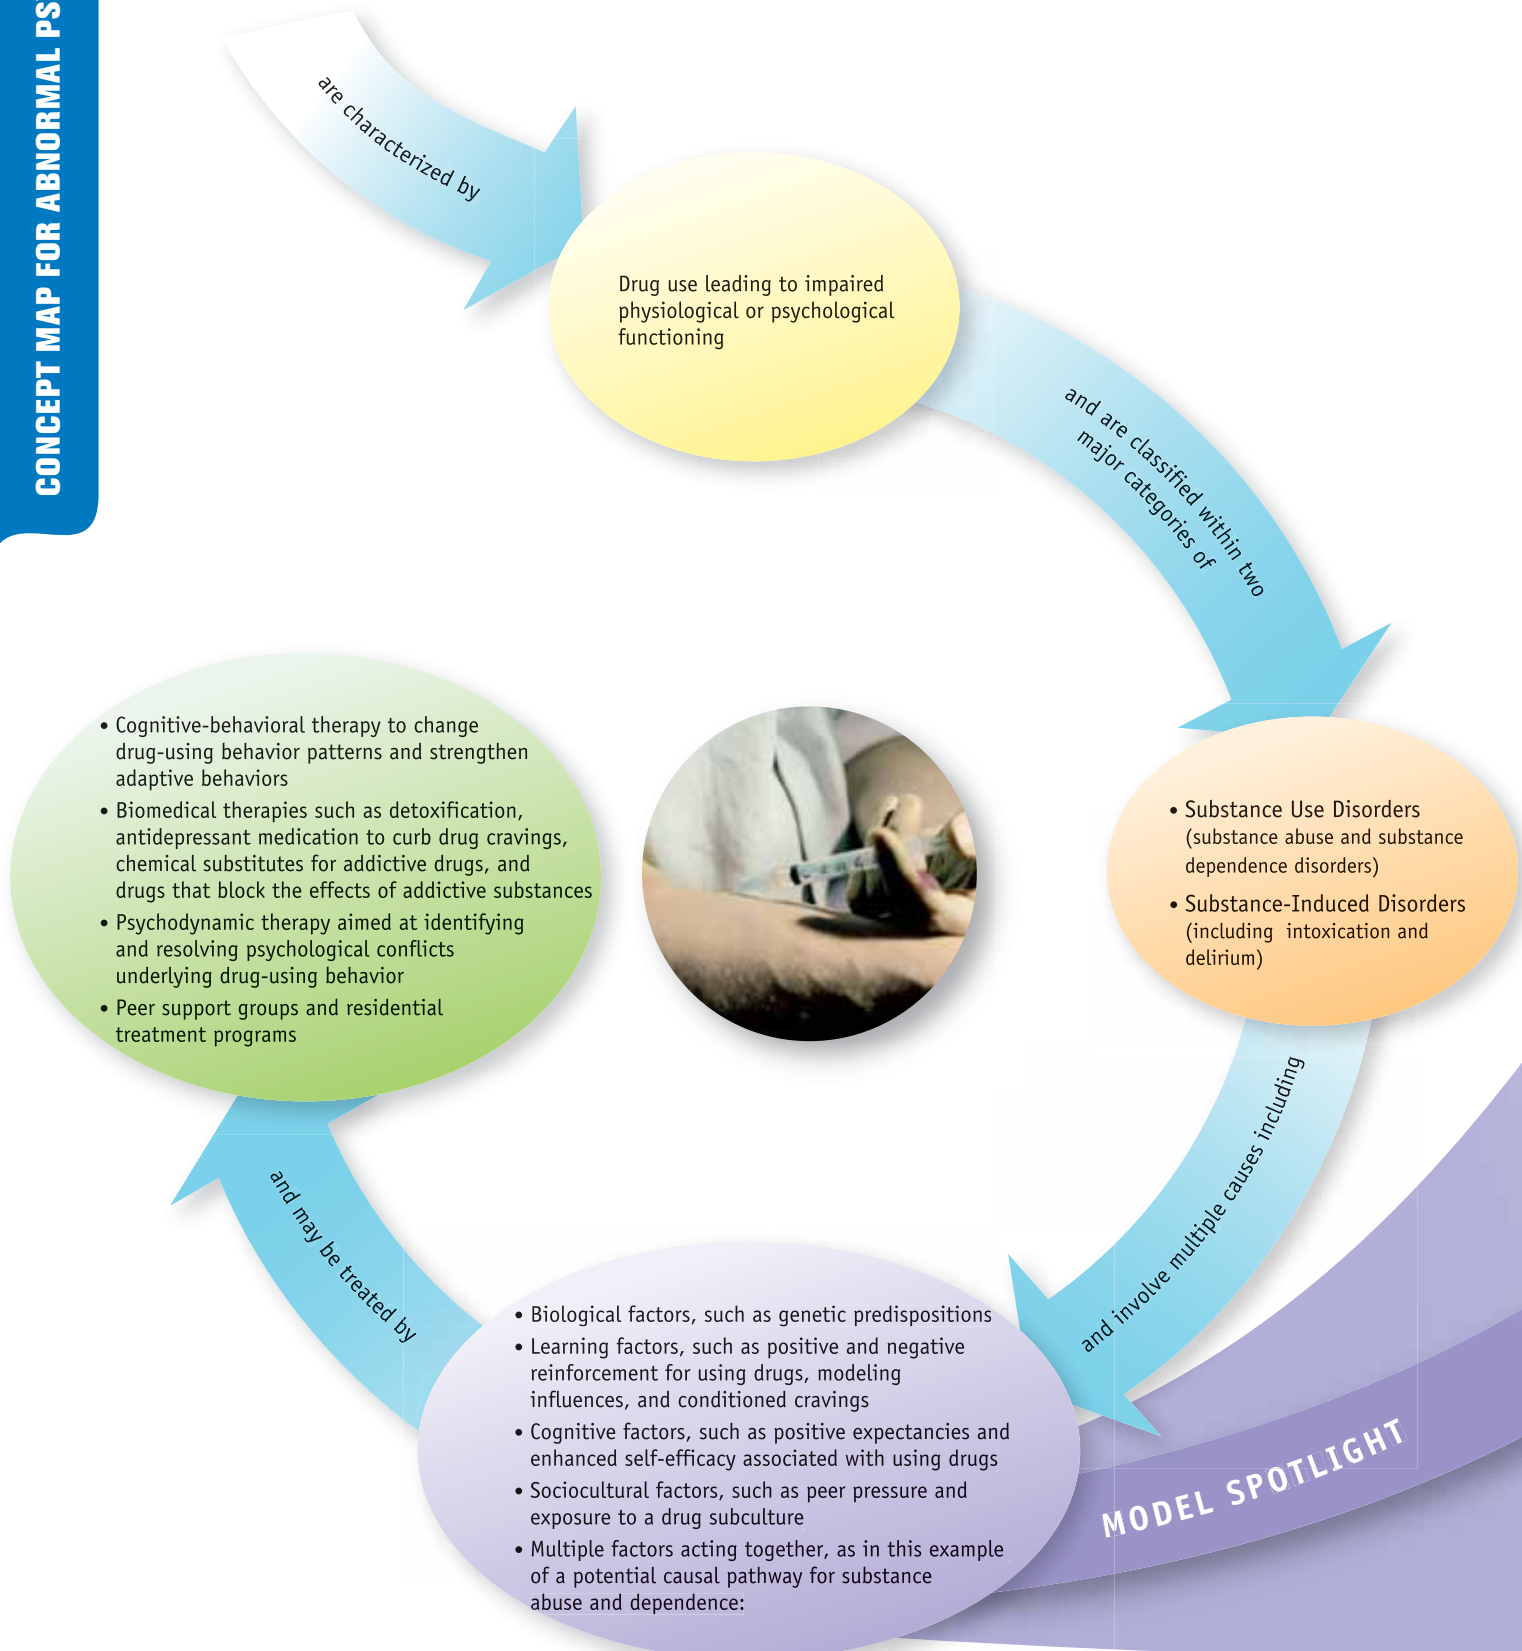 CONCEPT MAP FOR ABNORMAL PS
are characterized by
Drug use leading to impaired
physiological or psychological
functioning
and are classified within two
major categories of
• Substance Use Disorders
(substance abuse and substance
dependence disorders)
• Substance-Induced Disorders
(including intoxication and
delirium)
and involve multiple causes including
• Biological factors, such as genetic predispositions
• Learning factors, such as positive and negative
reinforcement for using drugs, modeling
influences, and conditioned cravings
• Cognitive factors, such as positive expectancies and
enhanced self-efficacy associated with using drugs
• Sociocultural factors, such as peer pressure and
exposure to a drug subculture
• Multiple factors acting together, as in this example
of a potential causal pathway for substance
abuse and dependence:
MODEL SPOTLIGHT
and may be treated by
• Cognitive-behavioral therapy to change
drug-using behavior patterns and strengthen
adaptive behaviors
• Biomedical therapies such as detoxification,
antidepressant medication to curb drug cravings,
chemical substitutes for addictive drugs, and
drugs that block the effects of addictive substances
• Psychodynamic therapy aimed at identifying
and resolving psychological conflicts
underlying drug-using behavior
• Peer support groups and residential
treatment programs